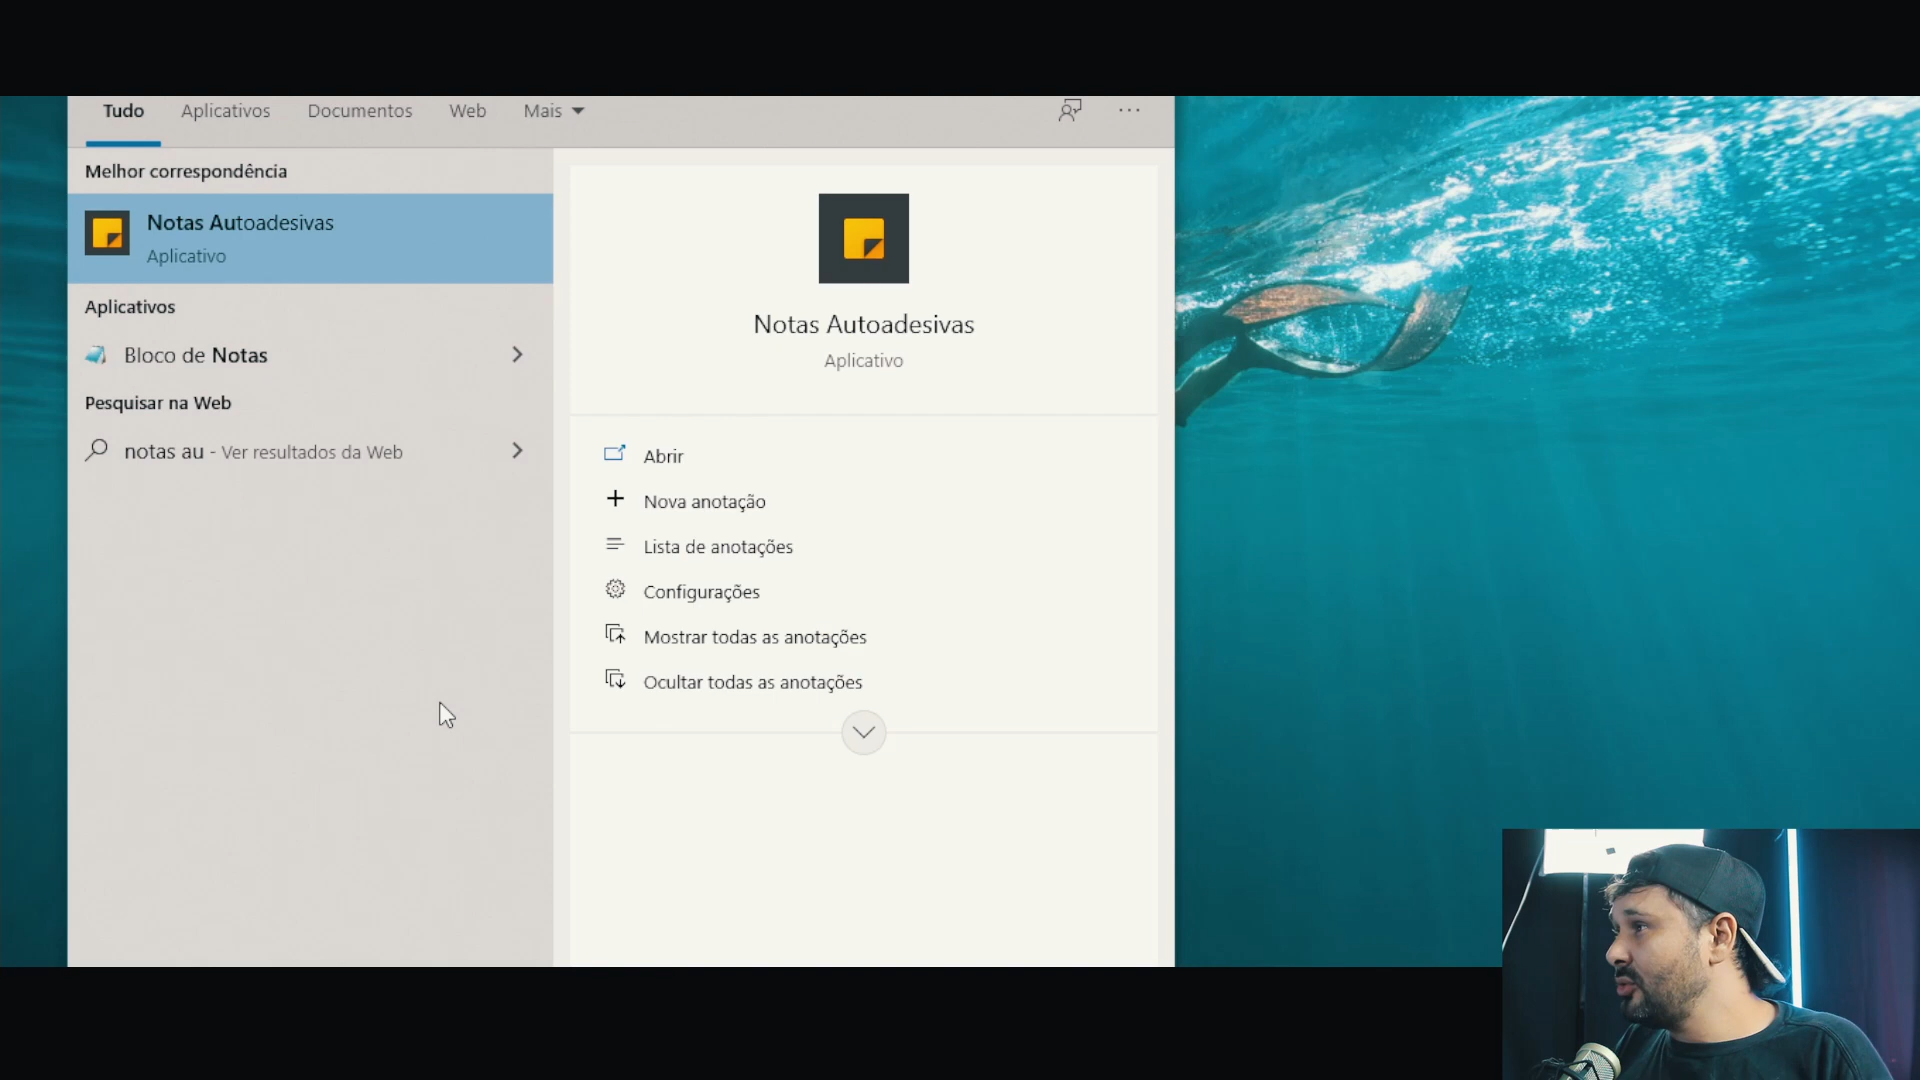 Tudo Aplicativos Documentos Web Mais
Melhor correspondência
Notas Autoadesivas
Aplicativo
Aplicativos
Bloco de Notas
Pesquisar na Web
notas au - Ver resultados da Web
Notas Autoadesivas
Aplicativo
Abrir
Nova anotação
Lista de anotações
Configurações
Mostrar todas as anotações
Ocultar todas as anotações